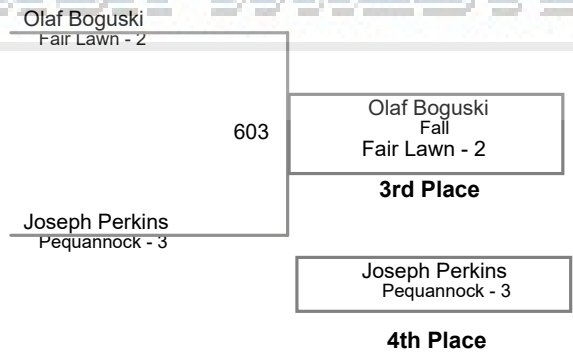 Olaf Boguski
Fair Lawn - 2
603
Olaf Boguski
Fall
Fair Lawn - 2
3rd Place
Joseph Perkins
Pequannock - 3
Joseph Perkins
Pequannock - 3
4th Place